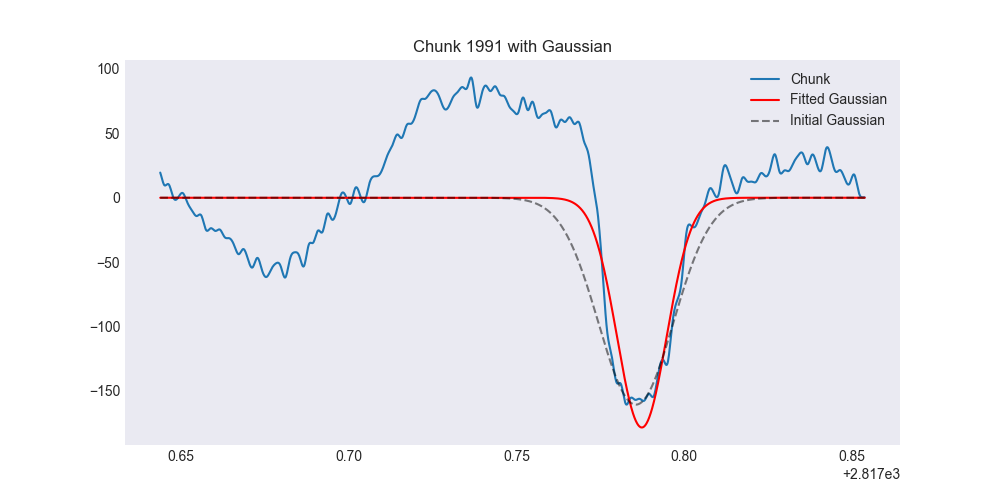 Chunk 1991 with Gaussian
100
50
0
−50
−100
−150
Chunk
Fitted Gaussian
Initial Gaussian
0.65 0.70 0.75 0.80 0.85
+2.817e3